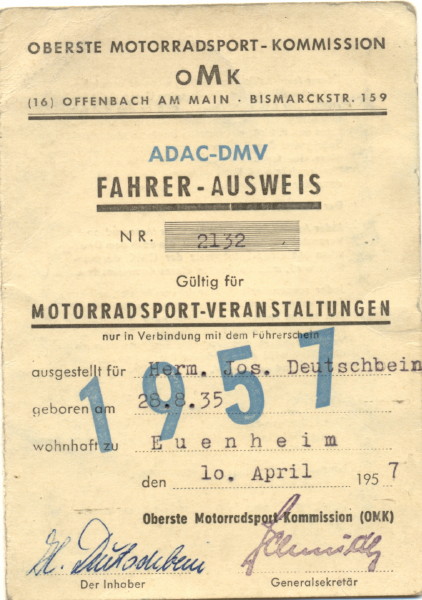 OBERSTE MOTORRADSPORT-KOMMISSION
OMK
(16) OFFENBACH AM MAIN · BISMARCKSTR. 159
ADAC-DMV
FAHRER-AUSWEIS
NR. 2132
Gültig für
MOTORRADSPORT-VERANSTALTUNGEN
nur in Verbindung mit dem Führerschein
1957
ausgestellt für Herm. Jos. Deutschbein
geboren am 28.8.35
wohnhaft zu Euenheim
den 10. April 1957
Oberste Motorradsport-Kommission (OMK)
H. Deutschbein
Der Inhaber Generalsekretär